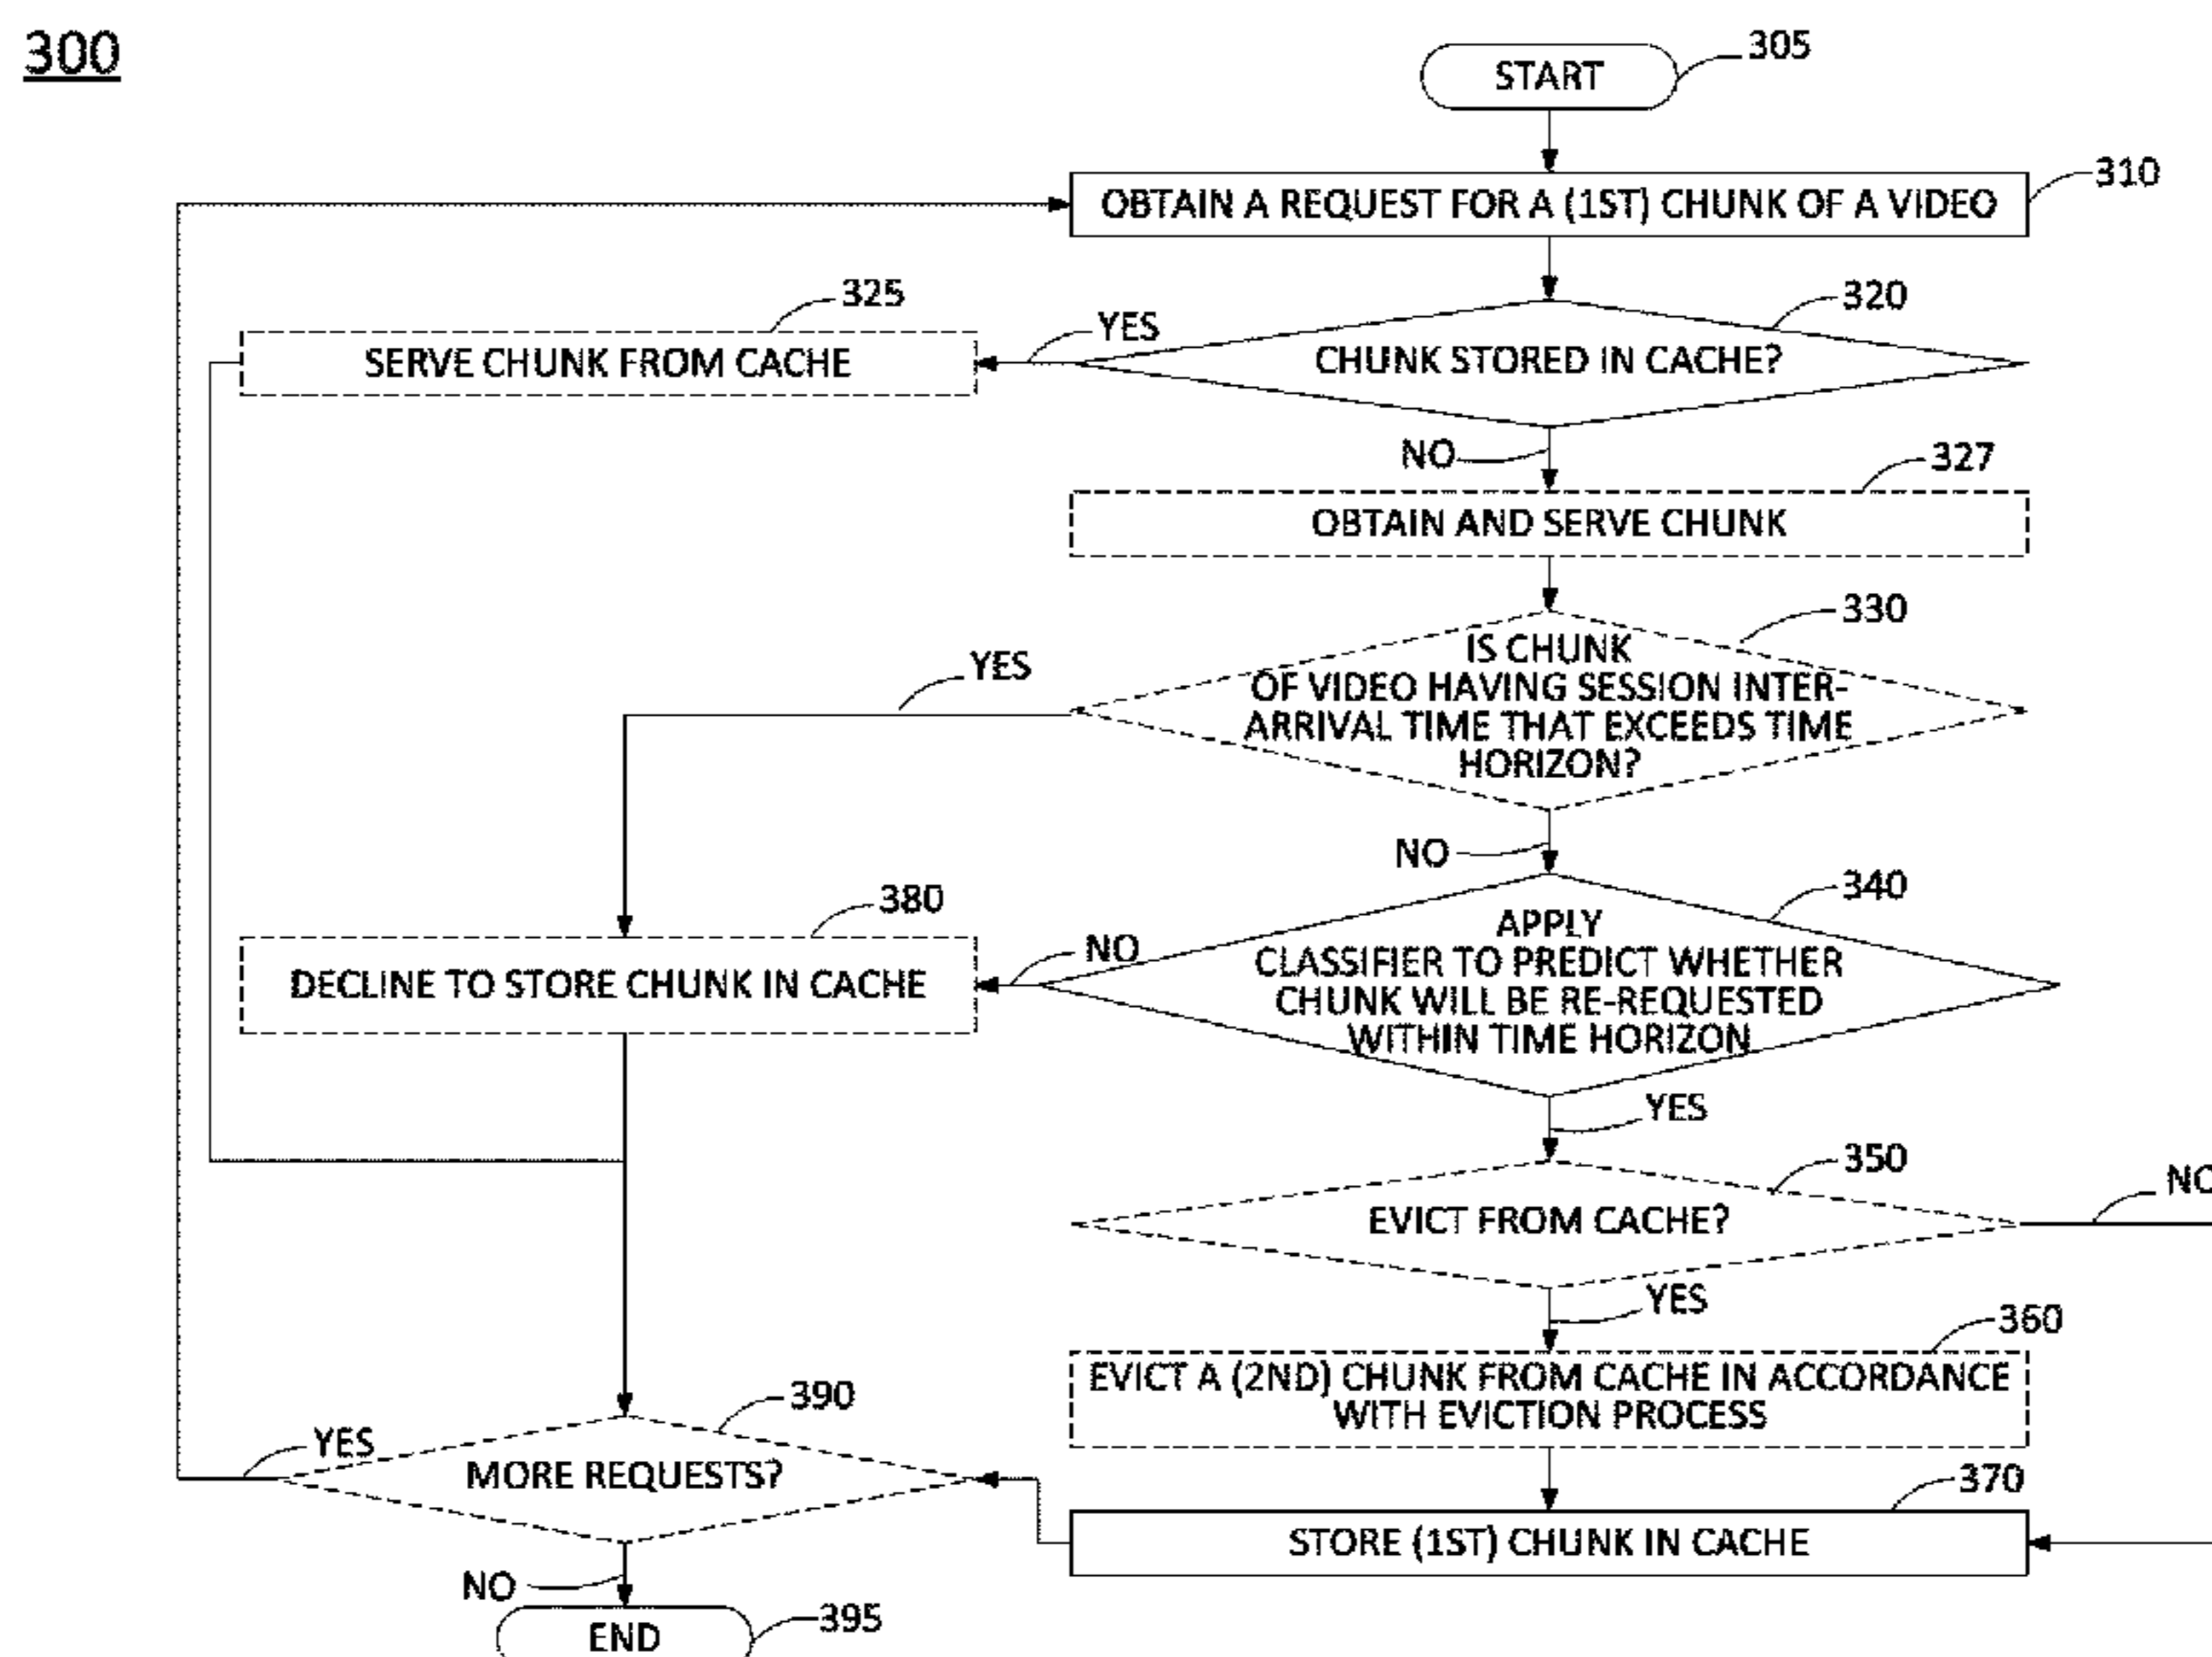 300
START
305
OBTAIN A REQUEST FOR A (1ST) CHUNK OF A VIDEO
310
325
SERVE CHUNK FROM CACHE
YES
320
CHUNK STORED IN CACHE?
NO
327
OBTAIN AND SERVE CHUNK
330
IS CHUNK
OF VIDEO HAVING SESSION INTER-
ARRIVAL TIME THAT EXCEEDS TIME
HORIZON?
YES
NO
380
DECLINE TO STORE CHUNK IN CACHE
NO
340
APPLY
CLASSIFIER TO PREDICT WHETHER
CHUNK WILL BE RE-REQUESTED
WITHIN TIME HORIZON
YES
350
EVICT FROM CACHE?
NO
YES
360
EVICT A (2ND) CHUNK FROM CACHE IN ACCORDANCE
WITH EVICTION PROCESS
390
YES
MORE REQUESTS?
370
STORE (1ST) CHUNK IN CACHE
NO
END
395